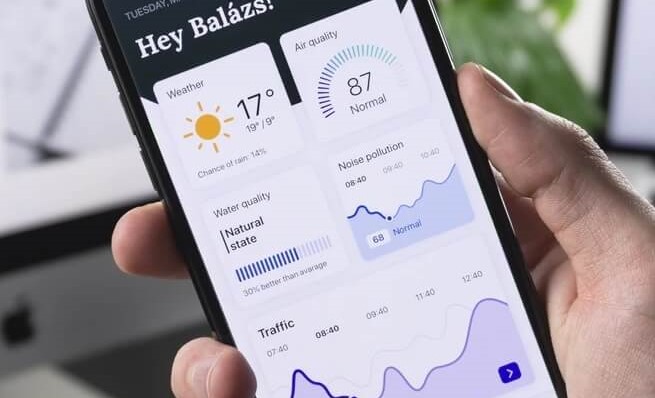 TUESDAY,
Hey Balázs!
Weather
17°
19° / 9°
Chance of rain: 14%
Air quality
87
Normal
Water quality
Natural
state
30% better than avarage
Noise pollution
08:40 09:40 10:40
68 Normal
Traffic
07:40 08:40 09:40 11:40 12:40